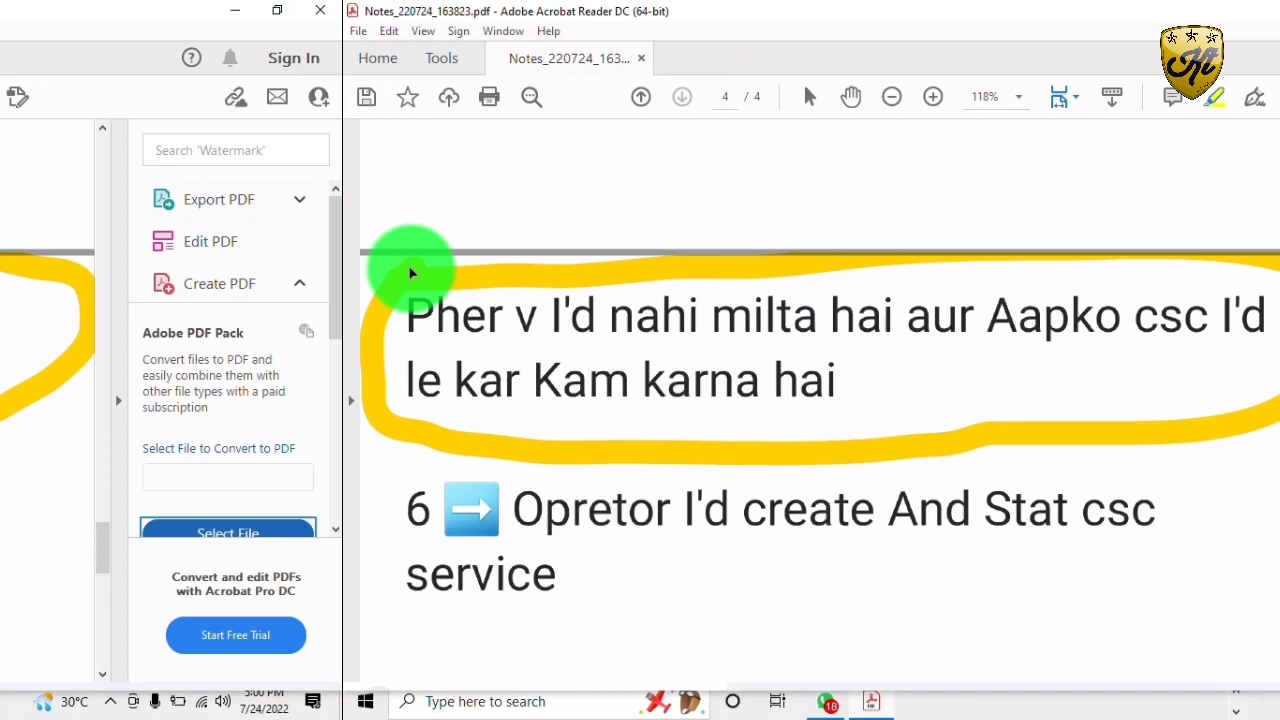 Notes_220724_163823.pdf - Adobe Acrobat Reader DC (64-bit)
File Edit View Sign Window Help
Sign In
Home Tools Notes_220724_163... ×
4 / 4 118%
Search 'Watermark'
Export PDF
Edit PDF
Create PDF
Adobe PDF Pack
Convert files to PDF and
easily combine them with
other file types with a paid
subscription
Select File to Convert to PDF
Select File
Convert and edit PDFs
with Acrobat Pro DC
Start Free Trial
Pher v I'd nahi milta hai aur Aapko csc I'd
le kar Kam karna hai
6 ➡ Opretor I'd create And Stat csc
service
30°C
5:00 PM
7/24/2022
Type here to search
18